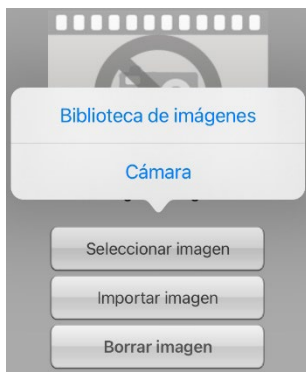 Biblioteca de imágenes
Cámara
Seleccionar imagen
Importar imagen
Borrar imagen